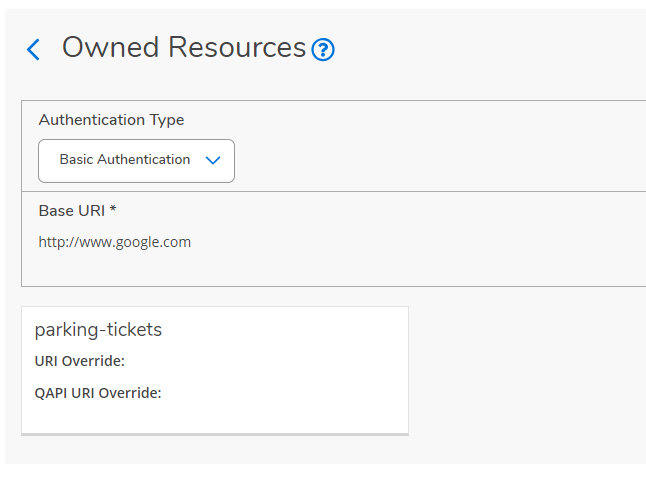 Owned Resources
Authentication Type
Basic Authentication
Base URI *
http://www.google.com
parking-tickets
URI Override:
QAPI URI Override: